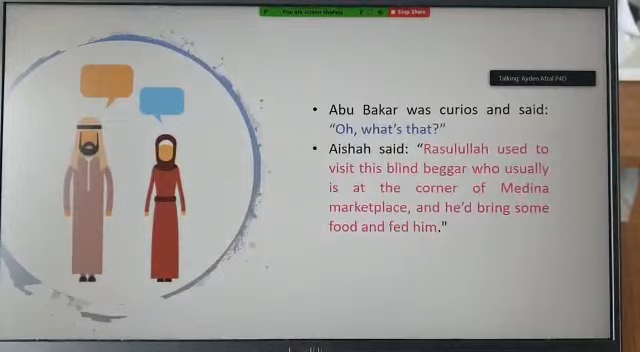 You are screen sharing
Stop Share
Talking: Ayden Afzal P4D
• Abu Bakar was curios and said:
“Oh, what’s that?”
• Aishah said: “Rasulullah used to
visit this blind beggar who usually
is at the corner of Medina
marketplace, and he’d bring some
food and fed him."